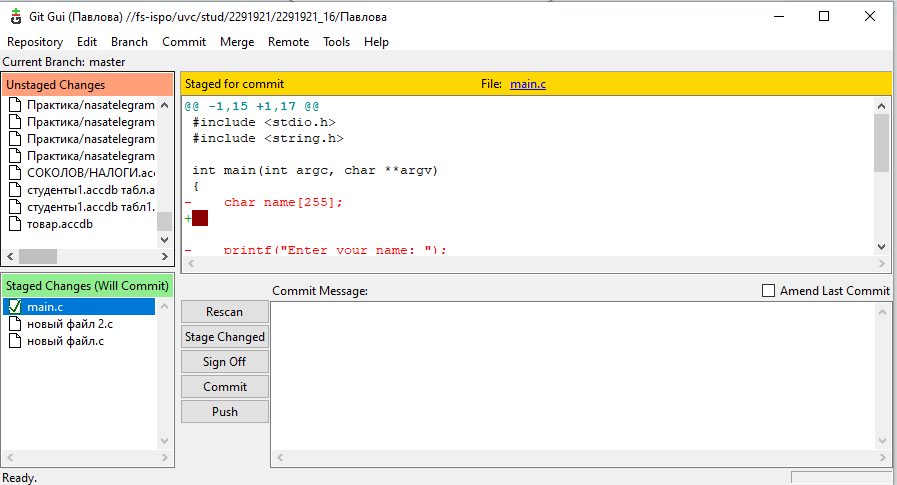 Git Gui (Павлова) //fs-ispo/uvc/stud/2291921/2291921_16/Павлова
Repository Edit Branch Commit Merge Remote Tools Help
Current Branch: master
Unstaged Changes
Практика/nasatelegram
Практика/nasatelegram
Практика/nasatelegram
Практика/nasatelegram
СОКОЛОВ/НАЛОГИ.acc
студенты1.accdb табл.a
студенты1.accdb табл1.
товар.accdb
Staged Changes (Will Commit)
main.c
новый файл 2.c
новый файл.c
Staged for commit File: main.c
@@ -1,15 +1,17 @@
#include <stdio.h>
#include <string.h>
int main(int argc, char **argv)
{
- char name[255];
+
- printf("Enter your name: ");
Rescan
Stage Changed
Sign Off
Commit
Push
Commit Message: Amend Last Commit
Ready.